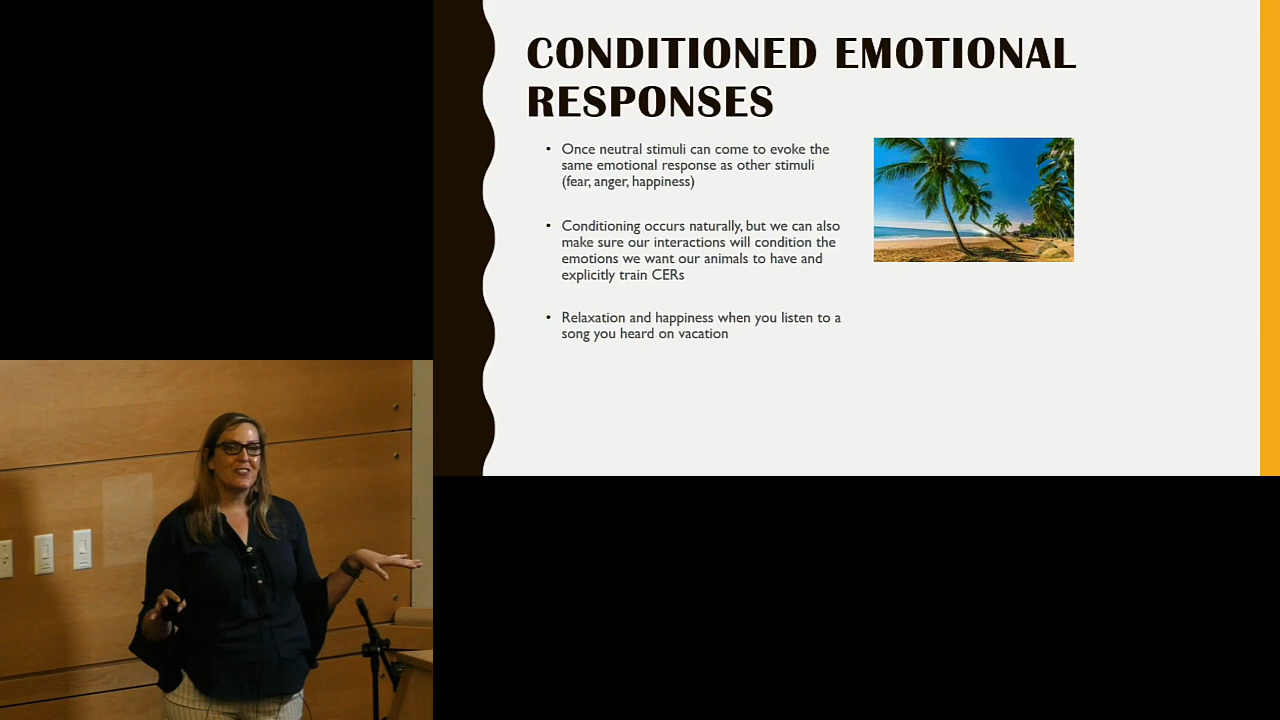 CONDITIONED EMOTIONAL
RESPONSES
• Once neutral stimuli can come to evoke the
same emotional response as other stimuli
(fear, anger, happiness)
• Conditioning occurs naturally, but we can also
make sure our interactions will condition the
emotions we want our animals to have and
explicitly train CERs
• Relaxation and happiness when you listen to a
song you heard on vacation